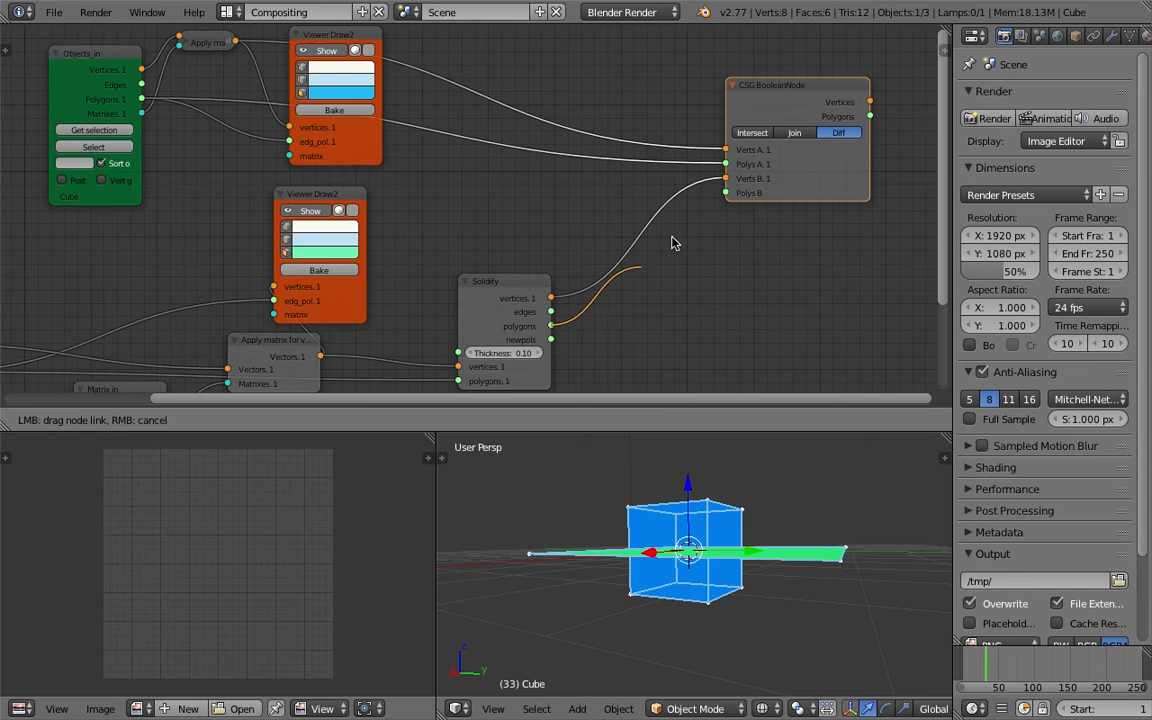 File Render Window Help Compositing Scene Blender Render v2.77 | Verts:8 | Faces:6 | Tris:12 | Objects:1/3 | Lamps:0/1 | Mem:18.13M | Cube
Objects_in
Vertices. 1
Edges
Polygons. 1
Matrixes. 1
Get selection
Select
Sort o
Post Vert g
Cube
Apply ma
Viewer Draw2
Show
Bake
vertices. 1
edg_pol. 1
matrix
Viewer Draw2
Show
Bake
vertices. 1
edg_pol. 1
matrix
Apply matrix for v...
Vectors. 1
Vectors. 1
Matrixes. 1
Matrix in
Solidify
vertices. 1
edges
polygons
newpols
Thickness: 0.10
vertices. 1
polygons. 1
CSG BooleanNode
Vertices
Polygons
Intersect Join Diff
Verts A. 1
Polys A. 1
Verts B. 1
Polys B
LMB: drag node link, RMB: cancel
User Persp
z
y
(33) Cube
View Image New Open View
View Select Add Object Object Mode Global
Scene
Render
Render Animatic Audio
Display: Image Editor
Dimensions
Render Presets
Resolution: Frame Range:
X: 1920 px Start Fra: 1
Y: 1080 px End Fr: 250
50% Frame St: 1
Aspect Ratio: Frame Rate:
X: 1.000 24 fps
Y: 1.000 Time Remappi...
Bo Cr 10 10
Anti-Aliasing
5 8 11 16 Mitchell-Net...
Full Sample S: 1.000 px
Sampled Motion Blur
Shading
Performance
Post Processing
Metadata
Output
/tmp/
Overwrite File Exten...
Placehold... Cache Res...
50 100 150 200 250
Start: 1